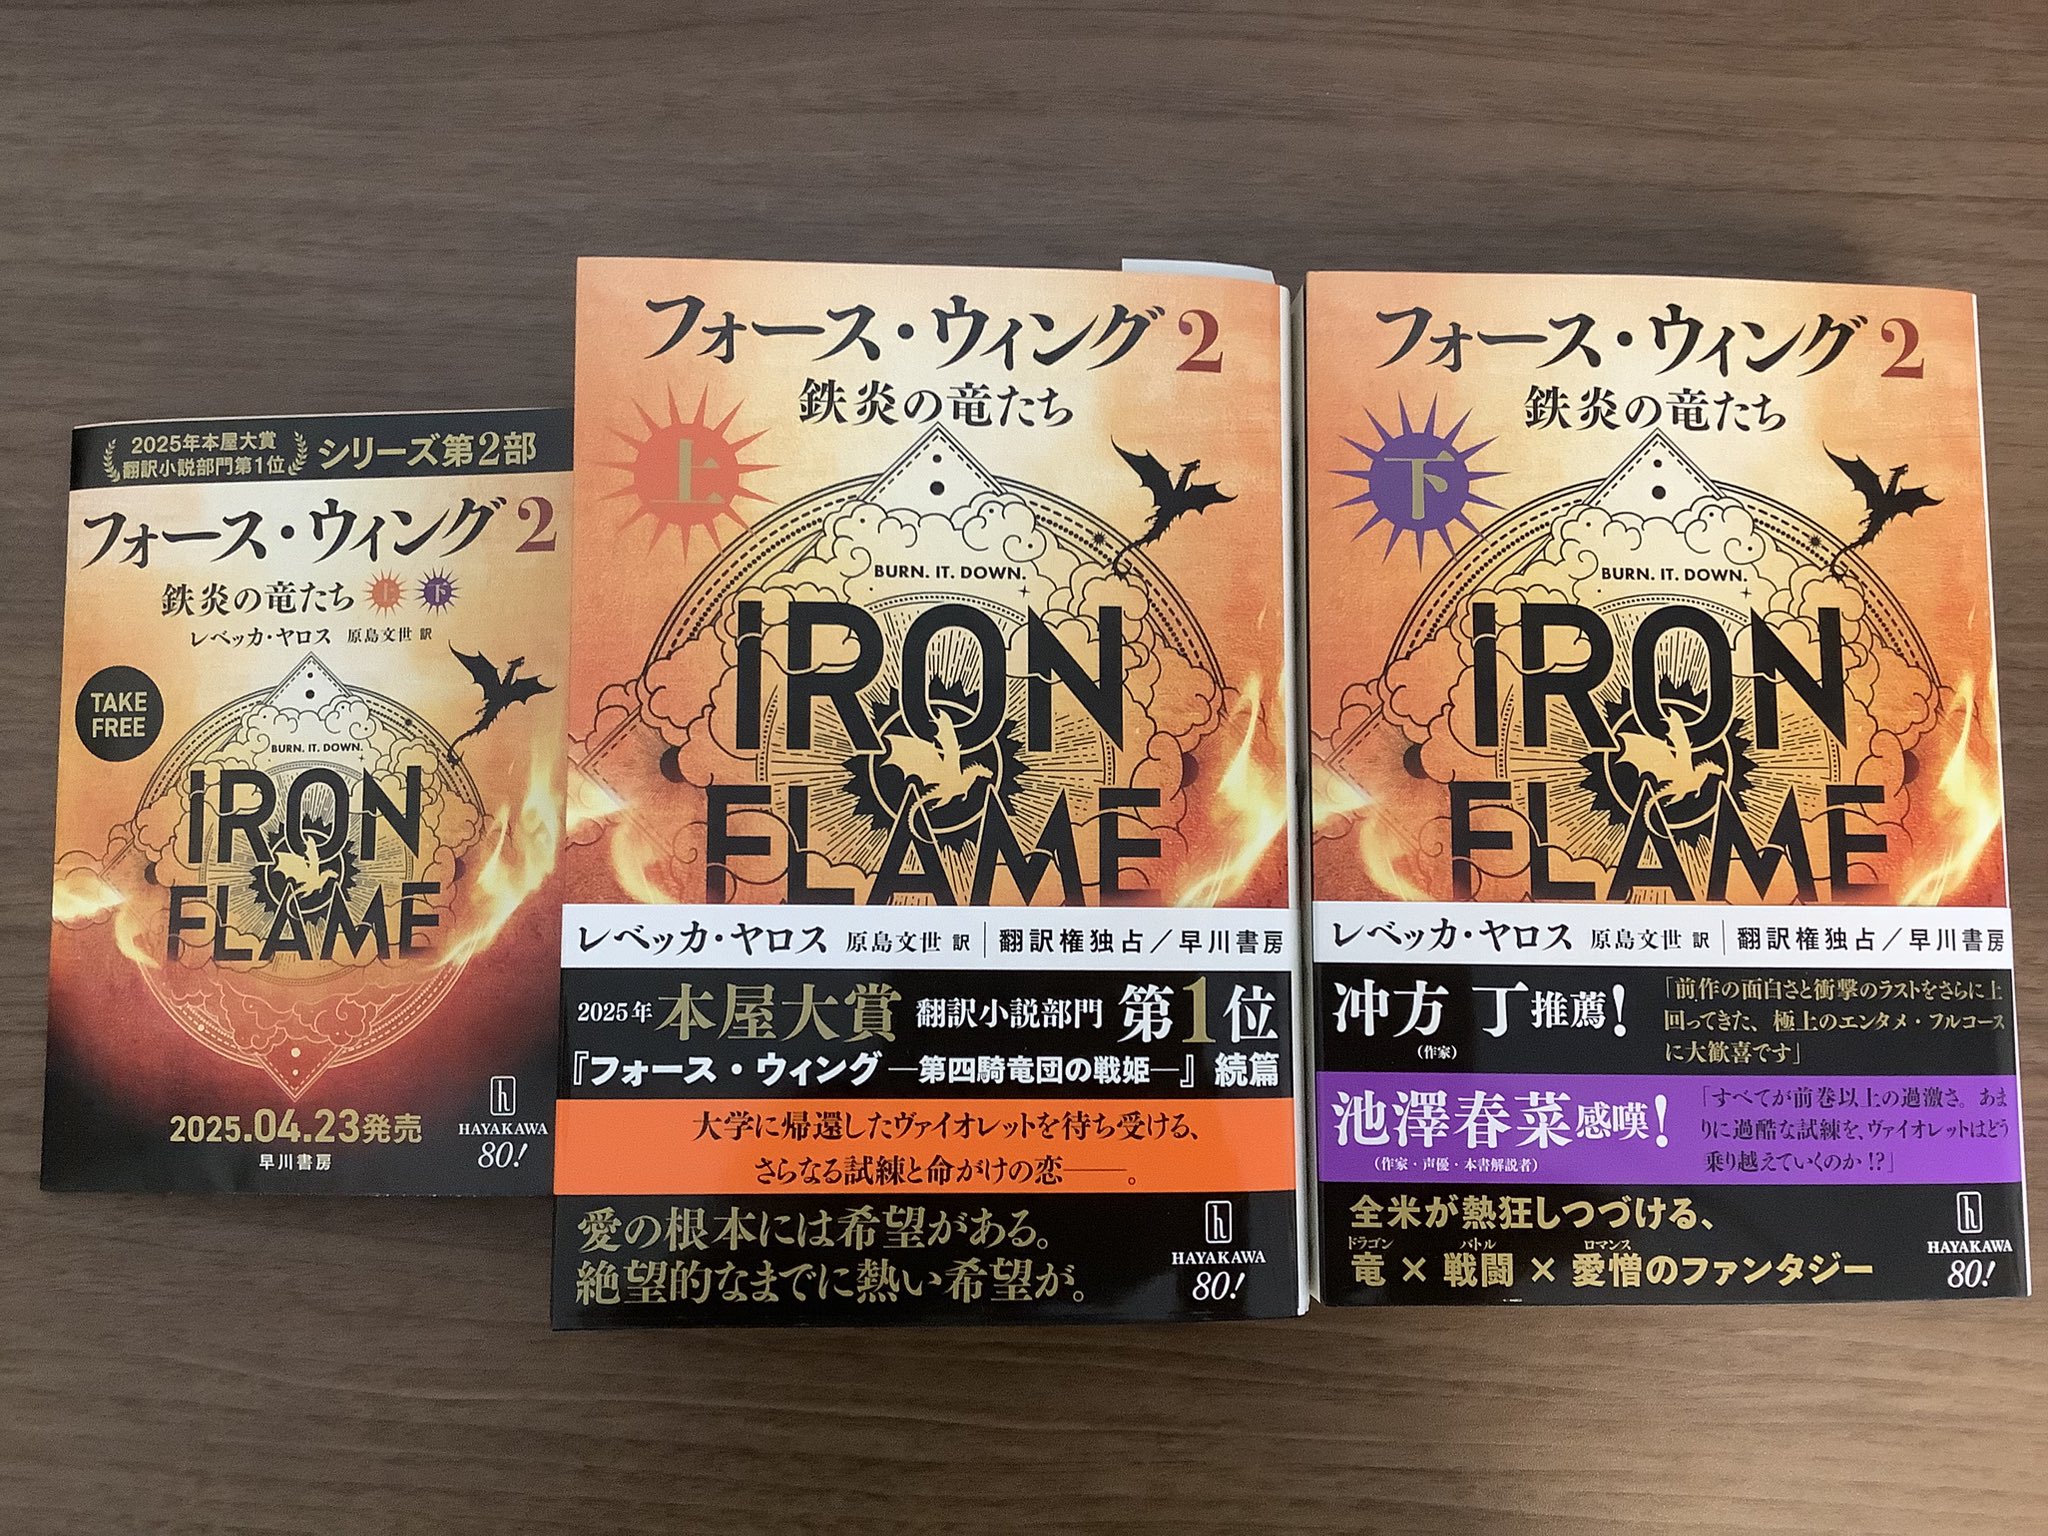 2025年本屋大賞
翻訳小説部門第1位
シリーズ第2部
フォース・ウィング 2
鉄炎の竜たち 上 下
レベッカ・ヤロス 原島文世 訳
TAKE
FREE
BURN. IT. DOWN.
IRON
FLAME
2025.04.23発売
早川書房
h
HAYAKAWA
80!
フォース・ウィング 2
鉄炎の竜たち
上
BURN. IT. DOWN.
IRON
FLAME
レベッカ・ヤロス 原島文世 訳 | 翻訳権独占/早川書房
2025年 本屋大賞 翻訳小説部門 第1位
『フォース・ウィング ―第四騎竜団の戦姫―』続篇
大学に帰還したヴァイオレットを待ち受ける、
さらなる試練と命がけの恋――。
愛の根本には希望がある。
絶望的なまでに熱い希望が。
h
HAYAKAWA
80!
フォース・ウィング 2
鉄炎の竜たち
下
BURN. IT. DOWN.
IRON
FLAME
レベッカ・ヤロス 原島文世 訳 | 翻訳権独占/早川書房
冲方 丁推薦!
(作家)
「前作の面白さと衝撃のラストをさらに上
回ってきた、極上のエンタメ・フルコース
に大歓喜です」
池澤春菜感嘆!
(作家・声優・本書解説者)
「すべてが前巻以上の過激さ。あま
りに過酷な試練を、ヴァイオレットはどう
乗り越えていくのか!?」
全米が熱狂しつづける、
ドラゴン バトル ロマンス
竜×戦闘×愛憎のファンタジー
h
HAYAKAWA
80!